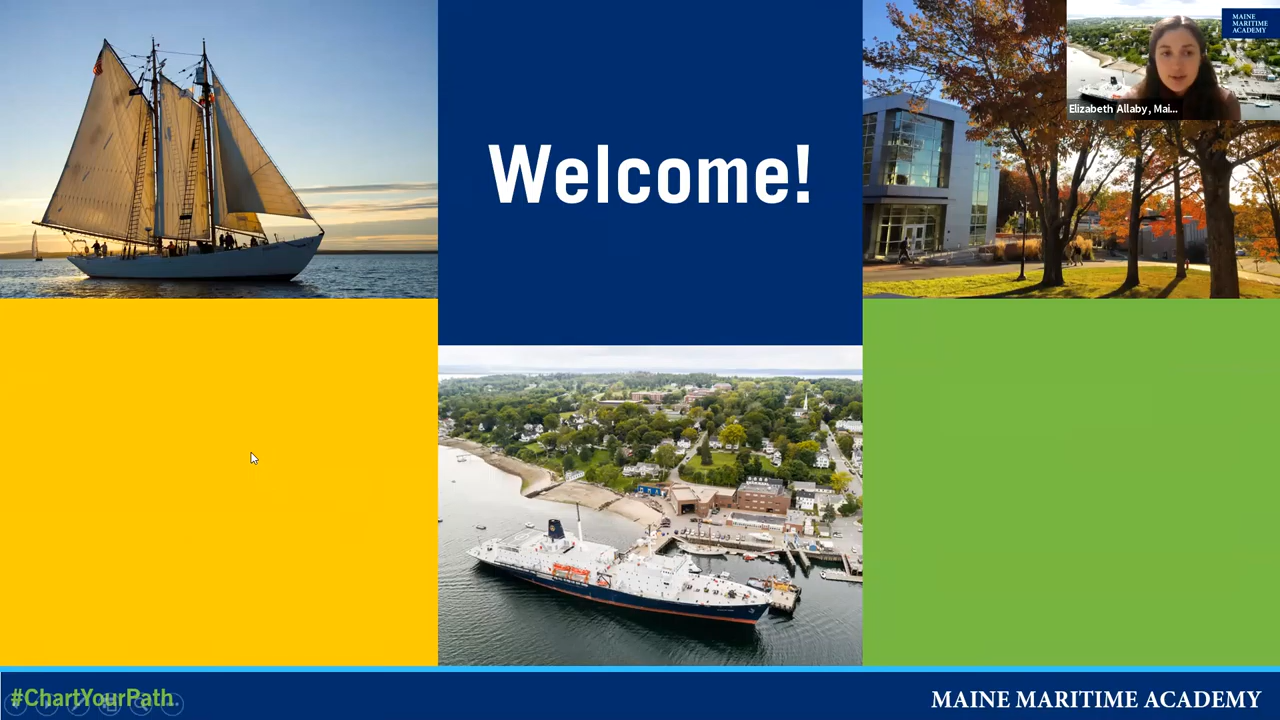 Welcome!
MAINE
MARITIME
ACADEMY
Elizabeth Allaby, Mai...
#ChartYourPath
MAINE MARITIME ACADEMY